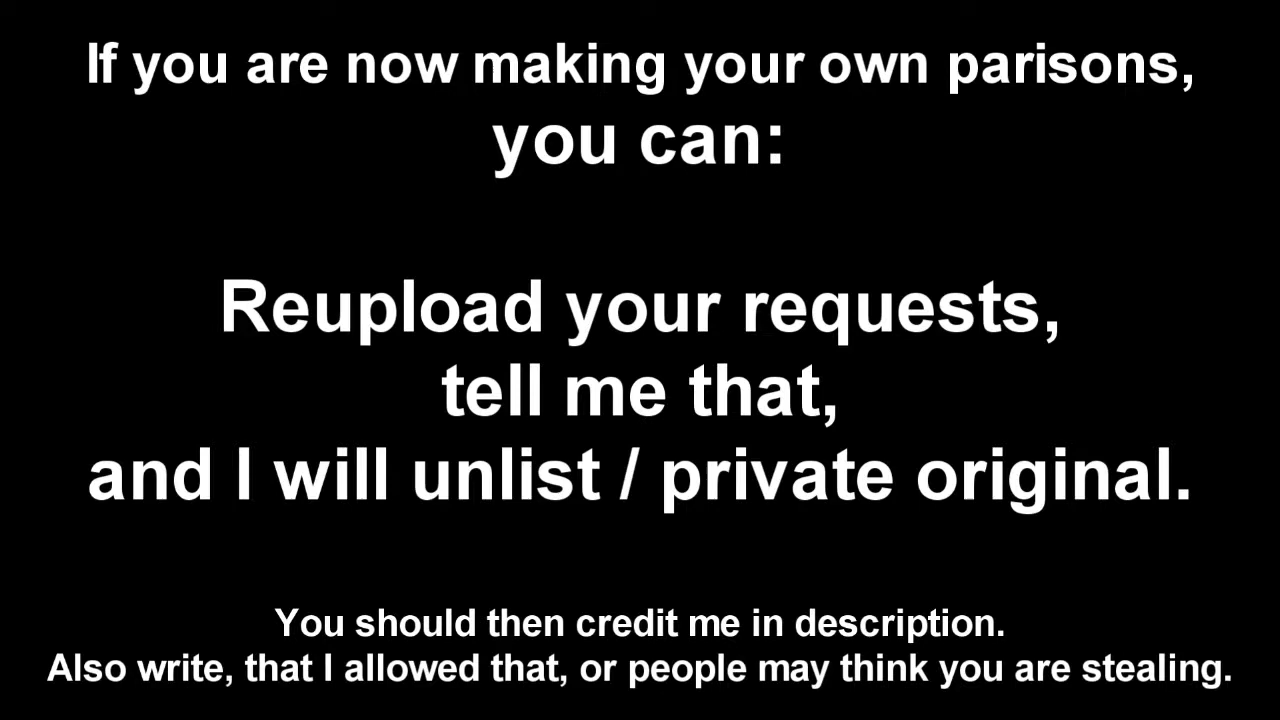 If you are now making your own parisons,
you can:
Reupload your requests,
tell me that,
and I will unlist / private original.
You should then credit me in description.
Also write, that I allowed that, or people may think you are stealing.